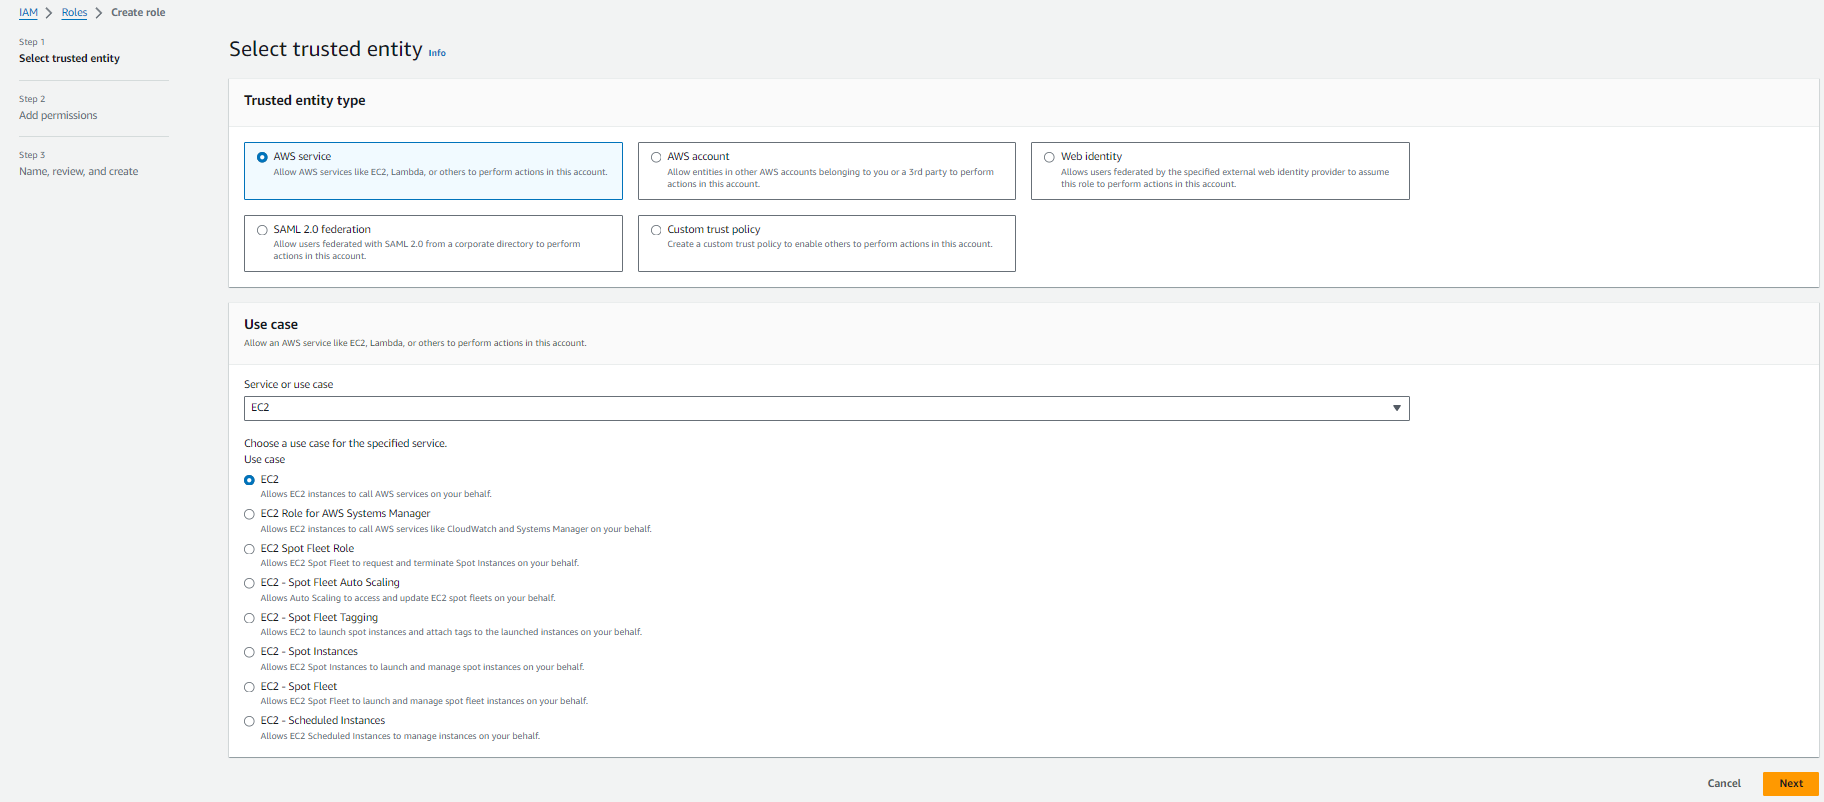 IAM > Roles > Create role
Step 1
Select trusted entity
Step 2
Add permissions
Step 3
Name, review, and create
Select trusted entity Info
Trusted entity type
AWS service
Allow AWS services like EC2, Lambda, or others to perform actions in this account.
AWS account
Allow entities in other AWS accounts belonging to you or a 3rd party to perform
actions in this account.
Web identity
Allows users federated by the specified external web identity provider to assume
this role to perform actions in this account.
SAML 2.0 federation
Allow users federated with SAML 2.0 from a corporate directory to perform
actions in this account.
Custom trust policy
Create a custom trust policy to enable others to perform actions in this account.
Use case
Allow an AWS service like EC2, Lambda, or others to perform actions in this account.
Service or use case
EC2
Choose a use case for the specified service.
Use case
EC2
Allows EC2 instances to call AWS services on your behalf.
EC2 Role for AWS Systems Manager
Allows EC2 instances to call AWS services like CloudWatch and Systems Manager on your behalf.
EC2 Spot Fleet Role
Allows EC2 Spot Fleet to request and terminate Spot Instances on your behalf.
EC2 - Spot Fleet Auto Scaling
Allows Auto Scaling to access and update EC2 spot fleets on your behalf.
EC2 - Spot Fleet Tagging
Allows EC2 to launch spot instances and attach tags to the launched instances on your behalf.
EC2 - Spot Instances
Allows EC2 Spot Instances to launch and manage spot instances on your behalf.
EC2 - Spot Fleet
Allows EC2 Spot Fleet to launch and manage spot fleet instances on your behalf.
EC2 - Scheduled Instances
Allows EC2 Scheduled Instances to manage instances on your behalf.
Cancel
Next